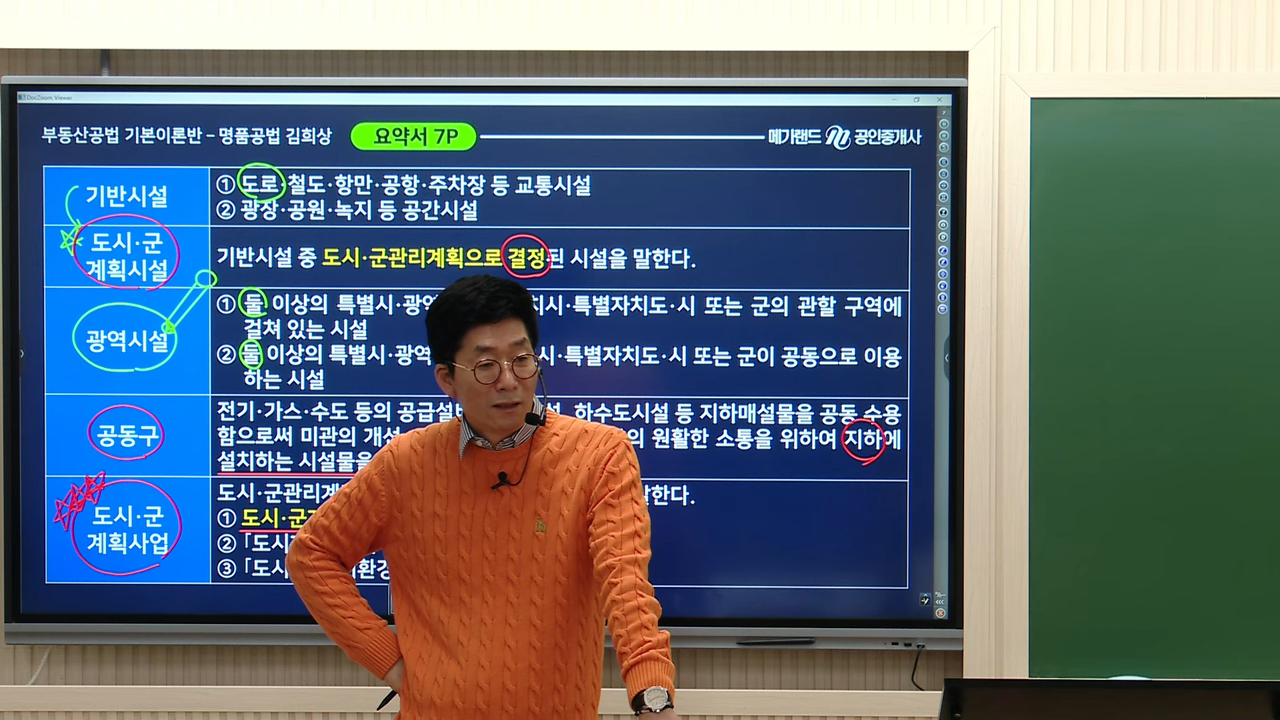 DocZoom Viewer
부동산공법 기본이론반 - 명품공법 김희상
요약서 7P
메가랜드 공인중개사
기반시설
① 도로·철도·항만·공항·주차장 등 교통시설
② 광장·공원·녹지 등 공간시설
도시·군
계획시설
기반시설 중 도시·군관리계획으로 결정된 시설을 말한다.
광역시설
① 둘 이상의 특별시·광역 치시·특별자치도·시 또는 군의 관할 구역에
걸쳐 있는 시설
② 둘 이상의 특별시·광역 시·특별자치도·시 또는 군이 공동으로 이용
하는 시설
공동구
전기·가스·수도 등의 공급설비 하수도시설 등 지하매설물을 공동 수용
함으로써 미관의 개선 의 원활한 소통을 위하여 지하에
설치하는 시설물을
도시·군
계획사업
도시·군관리계 말한다.
① 도시·군
② 「도시
③ 「도시 환경